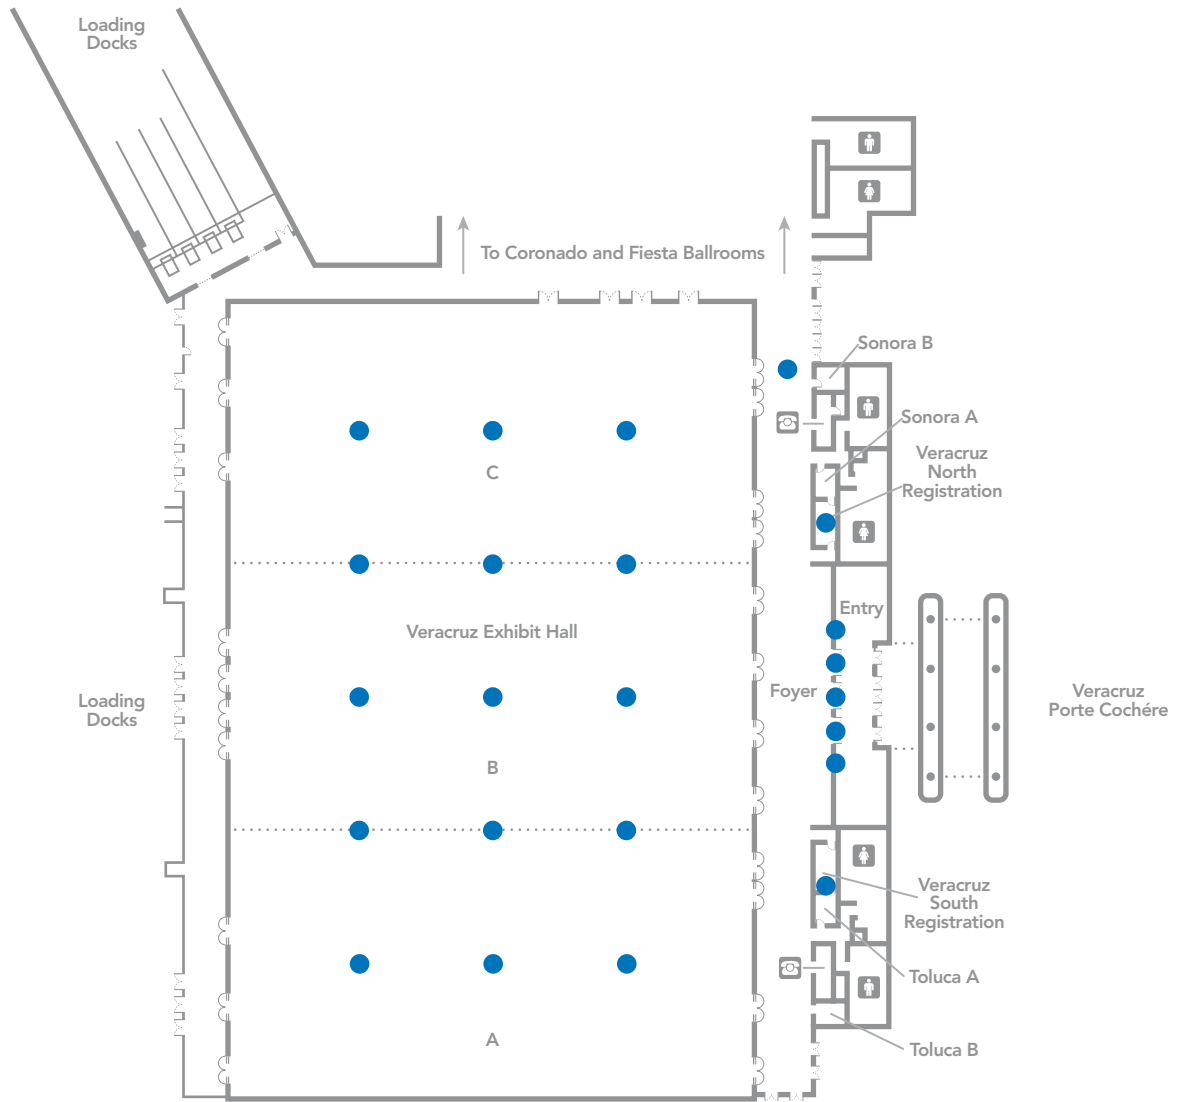 Loading
Docks
To Coronado and Fiesta Ballrooms
Sonora B
Sonora A
Veracruz
North
Registration
C
Entry
Veracruz Exhibit Hall
Foyer
Loading
Docks
Veracruz
Porte Cochére
B
Veracruz
South
Registration
Toluca A
A
Toluca B